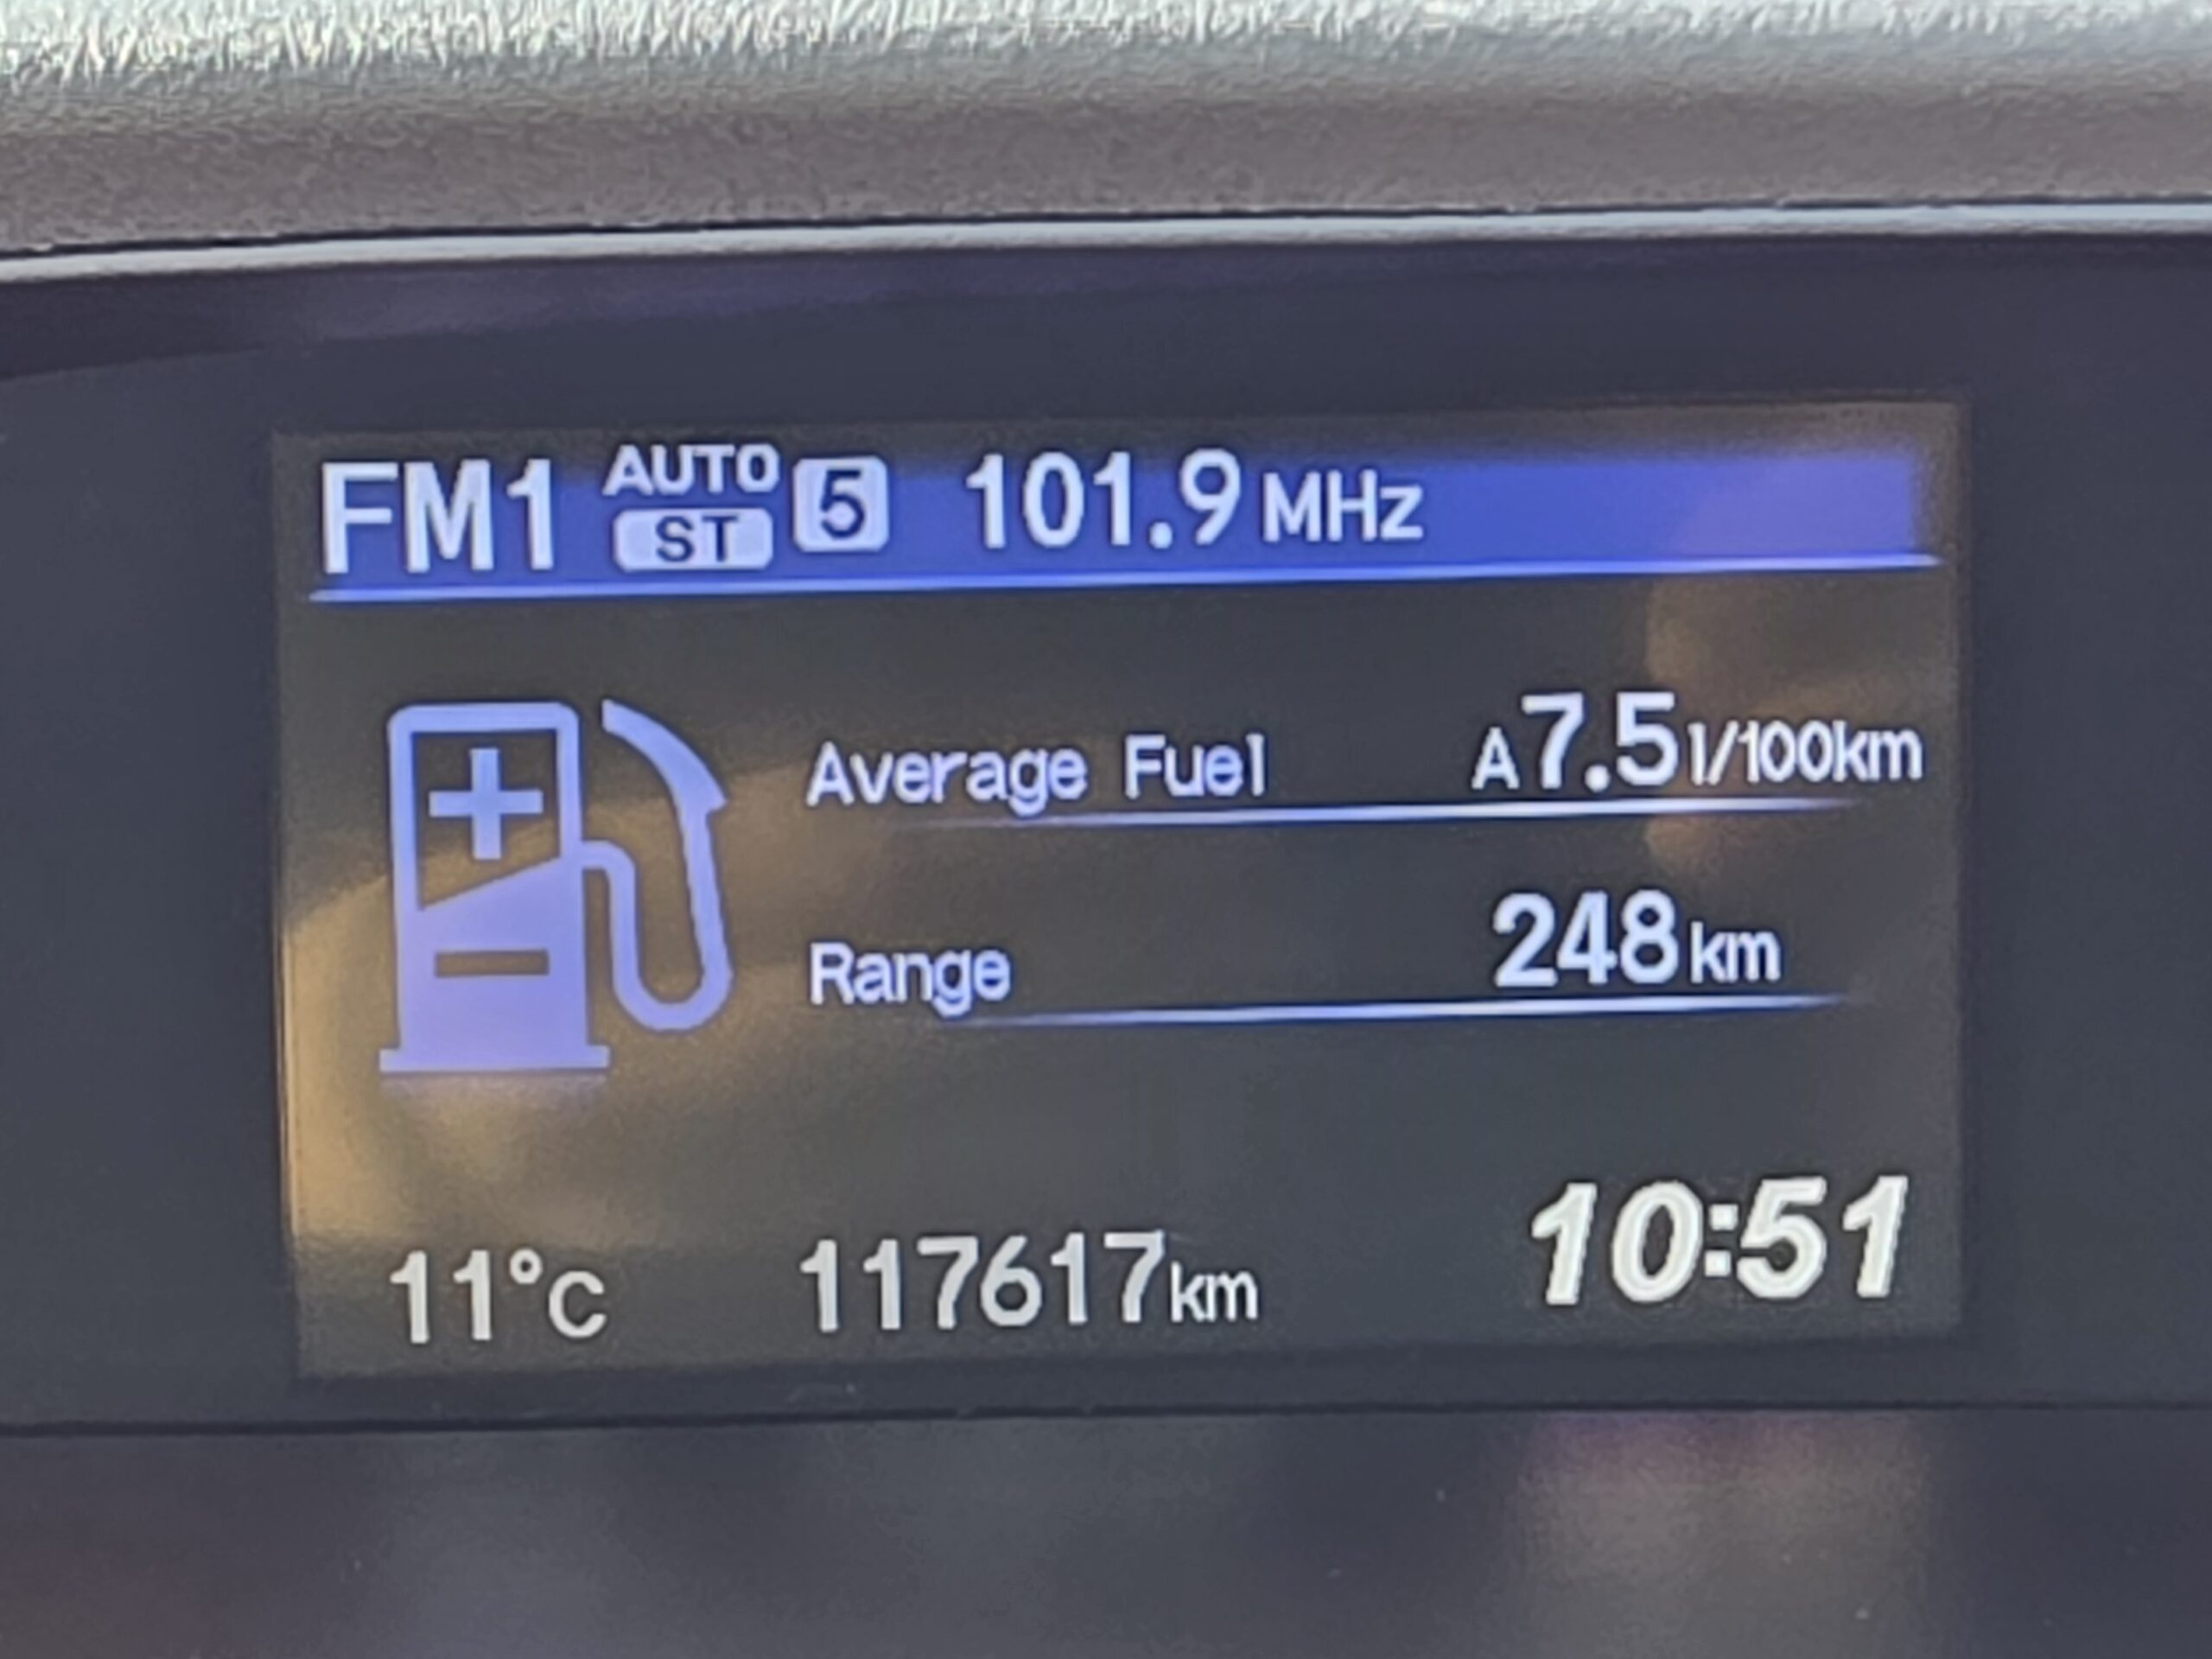 FM1 AUTO ST 5 101.9 MHz
Average Fuel A 7.5 l/100km
Range 248 km
11°C 117617 km 10:51